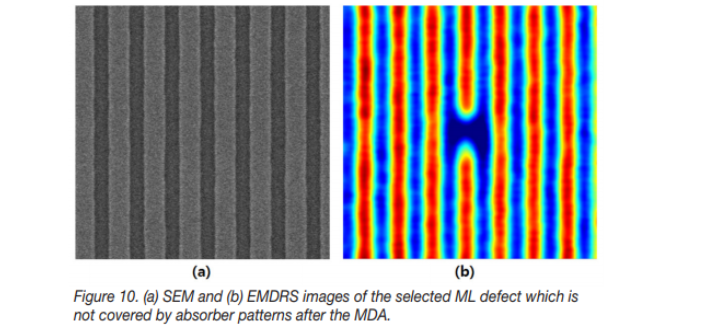 (a)
(b)
Figure 10. (a) SEM and (b) EMDRS images of the selected ML defect which is
not covered by absorber patterns after the MDA.